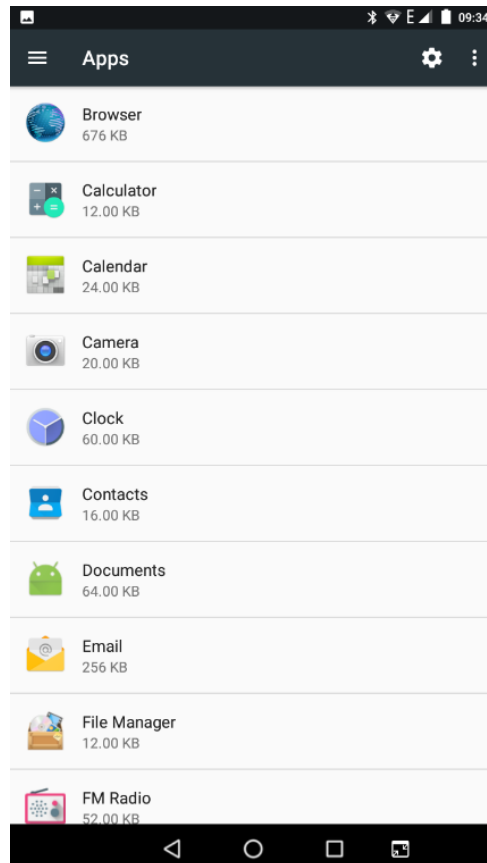 E 09:34
Apps
Browser
676 KB
Calculator
12.00 KB
Calendar
24.00 KB
Camera
20.00 KB
Clock
60.00 KB
Contacts
16.00 KB
Documents
64.00 KB
Email
256 KB
File Manager
12.00 KB
FM Radio
52.00 KB